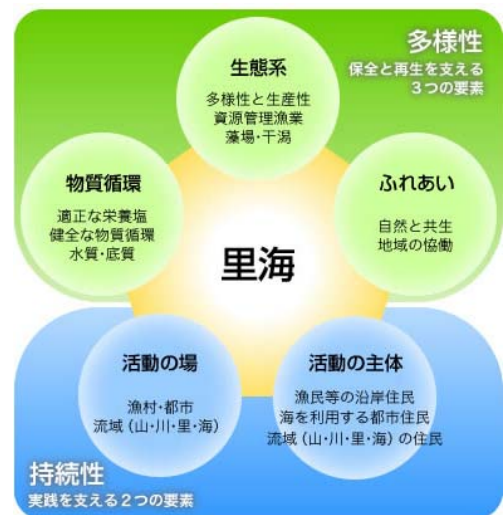 多様性
保全と再生を支える
3つの要素
生態系
多様性と生産性
資源管理漁業
藻場・干潟
物質循環
適正な栄養塩
健全な物質循環
水質・底質
ふれあい
自然と共生
地域の協働
里海
活動の場
漁村・都市
流域（山・川・里・海）
活動の主体
漁民等の沿岸住民
海を利用する都市住民
流域（山・川・里・海）の住民
持続性
実践を支える2つの要素